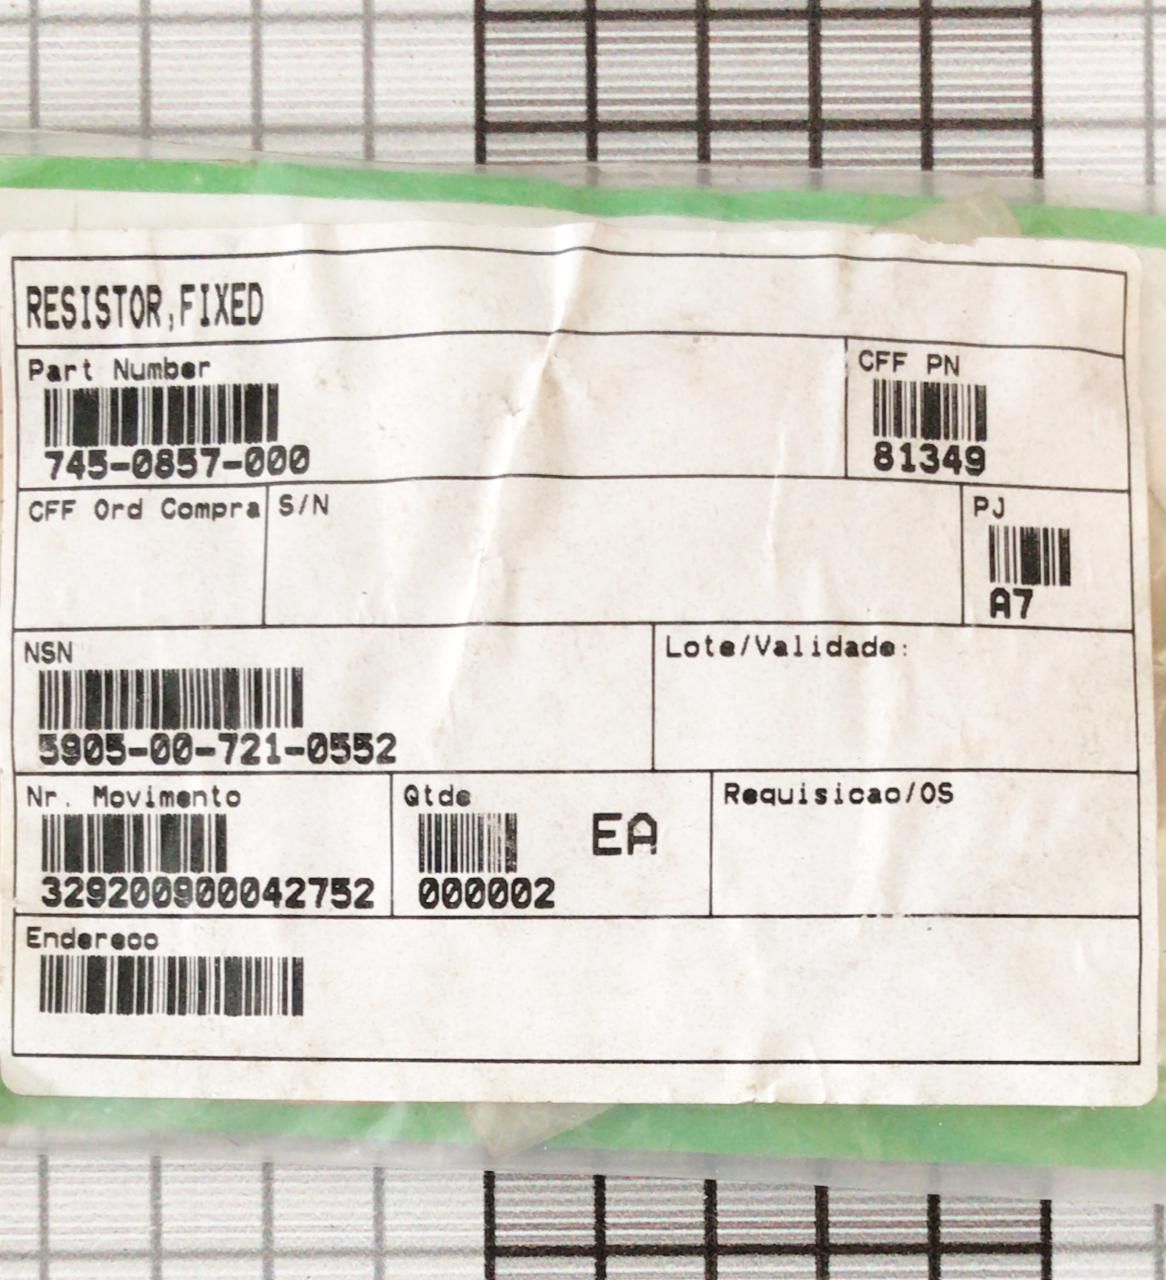 RESISTOR,FIXED
Part Number
745-0857-000
CFF PN
81349
CFF Ord Compra
S/N
PJ
A7
NSN
5905-00-721-0552
Lote/Validade:
Nr. Movimento
329200900042752
Qtde
000002
EA
Requisicao/OS
Endereco